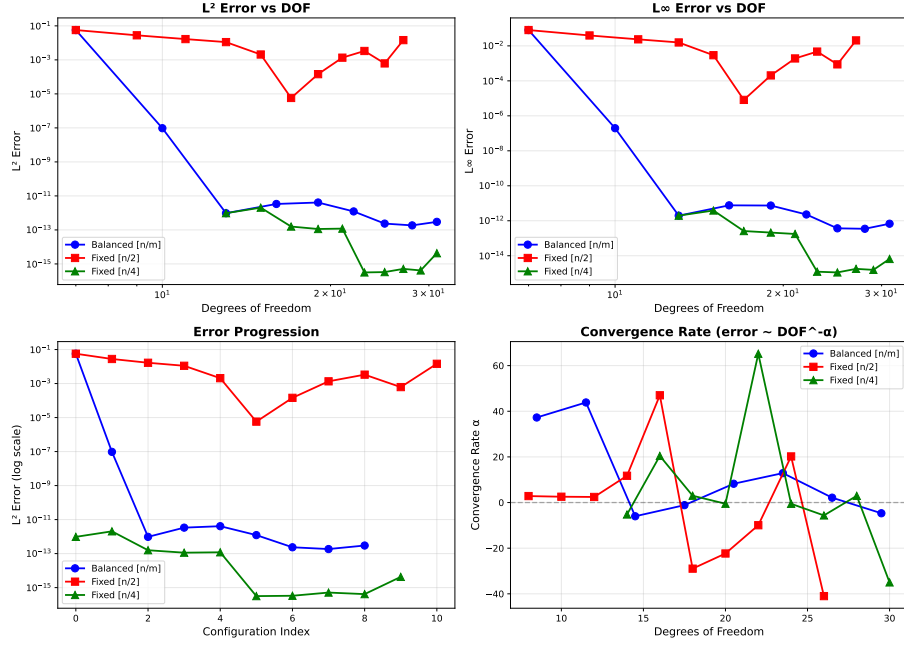 L² Error vs DOF
L² Error
10⁻¹
10⁻³
10⁻⁵
10⁻⁷
10⁻⁹
10⁻¹¹
10⁻¹³
10⁻¹⁵
Balanced [n/m]
Fixed [n/2]
Fixed [n/4]
10¹ 2 × 10¹ 3 × 10¹
Degrees of Freedom
L∞ Error vs DOF
L∞ Error
10⁻²
10⁻⁴
10⁻⁶
10⁻⁸
10⁻¹⁰
10⁻¹²
10⁻¹⁴
Balanced [n/m]
Fixed [n/2]
Fixed [n/4]
10¹ 2 × 10¹ 3 × 10¹
Degrees of Freedom
Error Progression
L² Error (log scale)
10⁻¹
10⁻³
10⁻⁵
10⁻⁷
10⁻⁹
10⁻¹¹
10⁻¹³
10⁻¹⁵
Balanced [n/m]
Fixed [n/2]
Fixed [n/4]
0 2 4 6 8 10
Configuration Index
Convergence Rate (error ~ DOF^-α)
Convergence Rate α
Balanced [n/m]
Fixed [n/2]
Fixed [n/4]
60
40
20
0
−20
−40
10 15 20 25 30
Degrees of Freedom